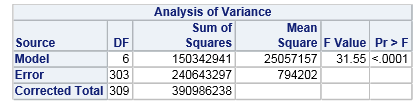 Analysis of Variance
Sum of Mean
Source DF Squares Square F Value Pr > F
Model 6 150342941 25057157 31.55 <.0001
Error 303 240643297 794202
Corrected Total 309 390986238